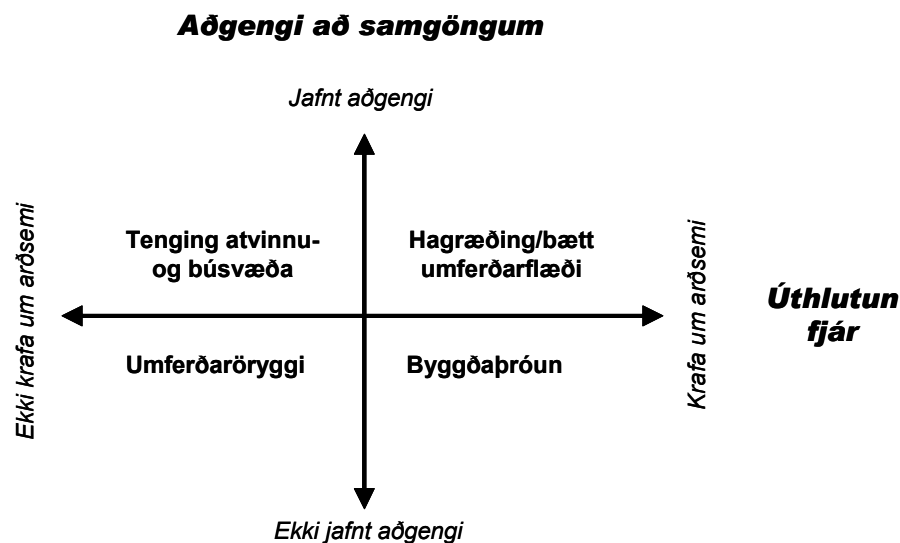 Aðgengi að samgöngum
Jafnt aðgengi
Ekki krafa um arðsemi
Tenging atvinnu-
og búsvæða
Hagræðing/bætt
umferðarflæði
Krafa um arðsemi
Úthlutun
fjár
Umferðaröryggi
Byggðaþróun
Ekki jafnt aðgengi